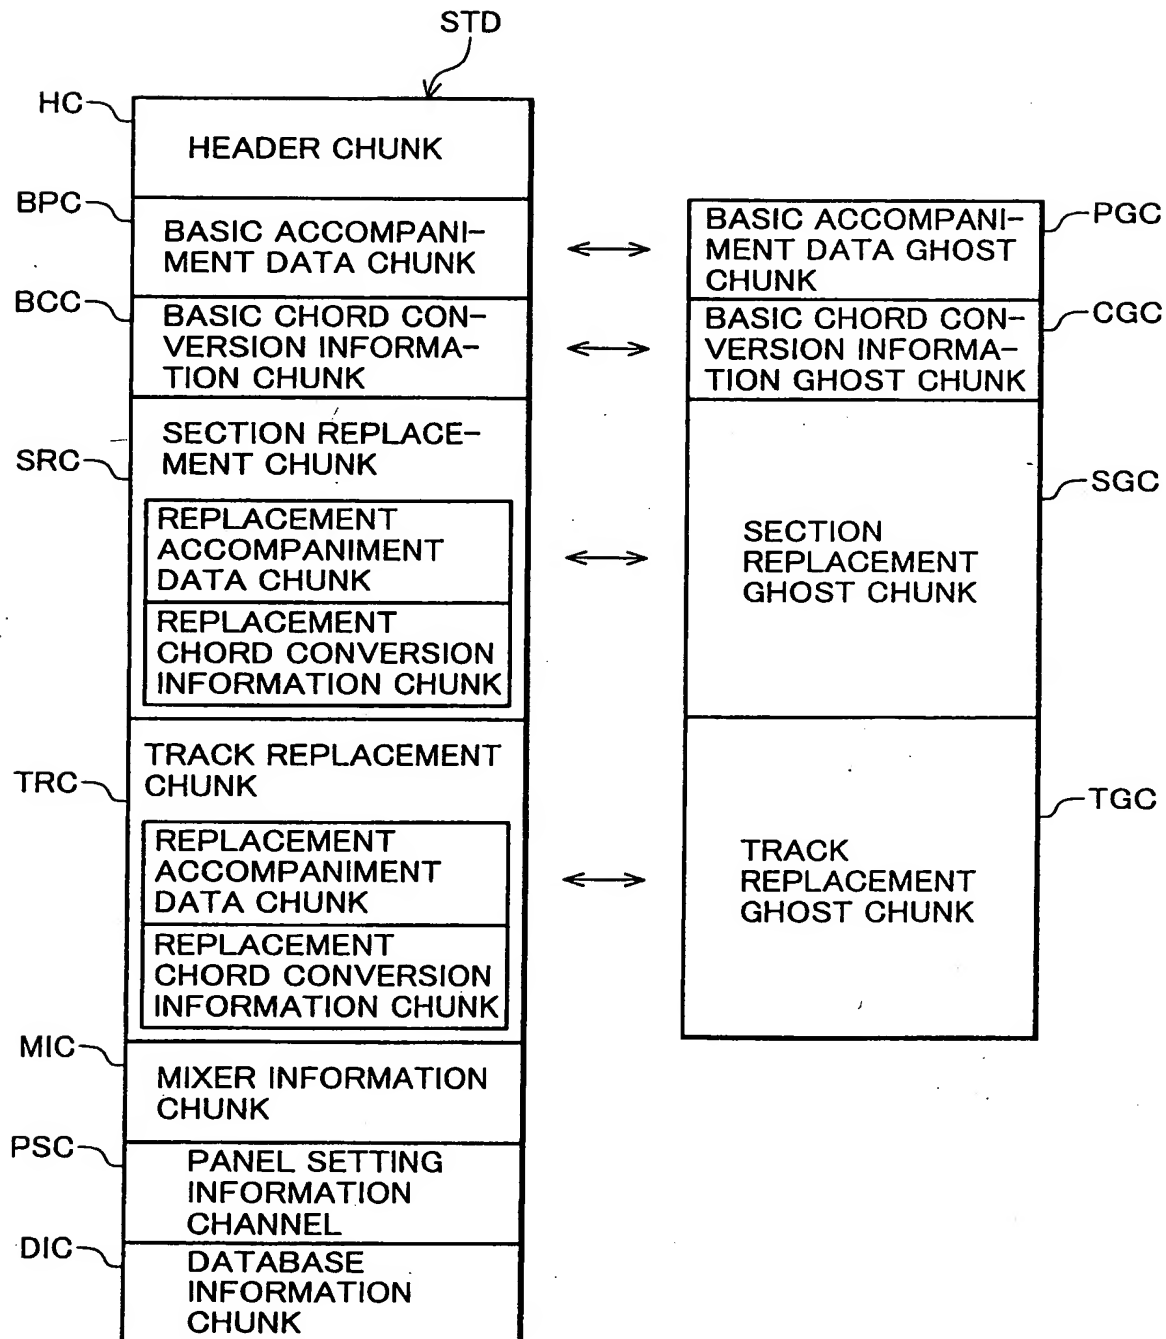 STD
HC
HEADER CHUNK
BPC
BASIC ACCOMPANI-
MENT DATA CHUNK
BCC
BASIC CHORD CON-
VERSION INFORMA-
TION CHUNK
SRC
SECTION REPLACE-
MENT CHUNK
REPLACEMENT
ACCOMPANIMENT
DATA CHUNK
REPLACEMENT
CHORD CONVERSION
INFORMATION CHUNK
TRC
TRACK REPLACEMENT
CHUNK
REPLACEMENT
ACCOMPANIMENT
DATA CHUNK
REPLACEMENT
CHORD CONVERSION
INFORMATION CHUNK
MIC
MIXER INFORMATION
CHUNK
PSC
PANEL SETTING
INFORMATION
CHANNEL
DIC
DATABASE
INFORMATION
CHUNK
BASIC ACCOMPANI-
MENT DATA GHOST
CHUNK
PGC
BASIC CHORD CON-
VERSION INFORMA-
TION GHOST CHUNK
CGC
SECTION
REPLACEMENT
GHOST CHUNK
SGC
TRACK
REPLACEMENT
GHOST CHUNK
TGC